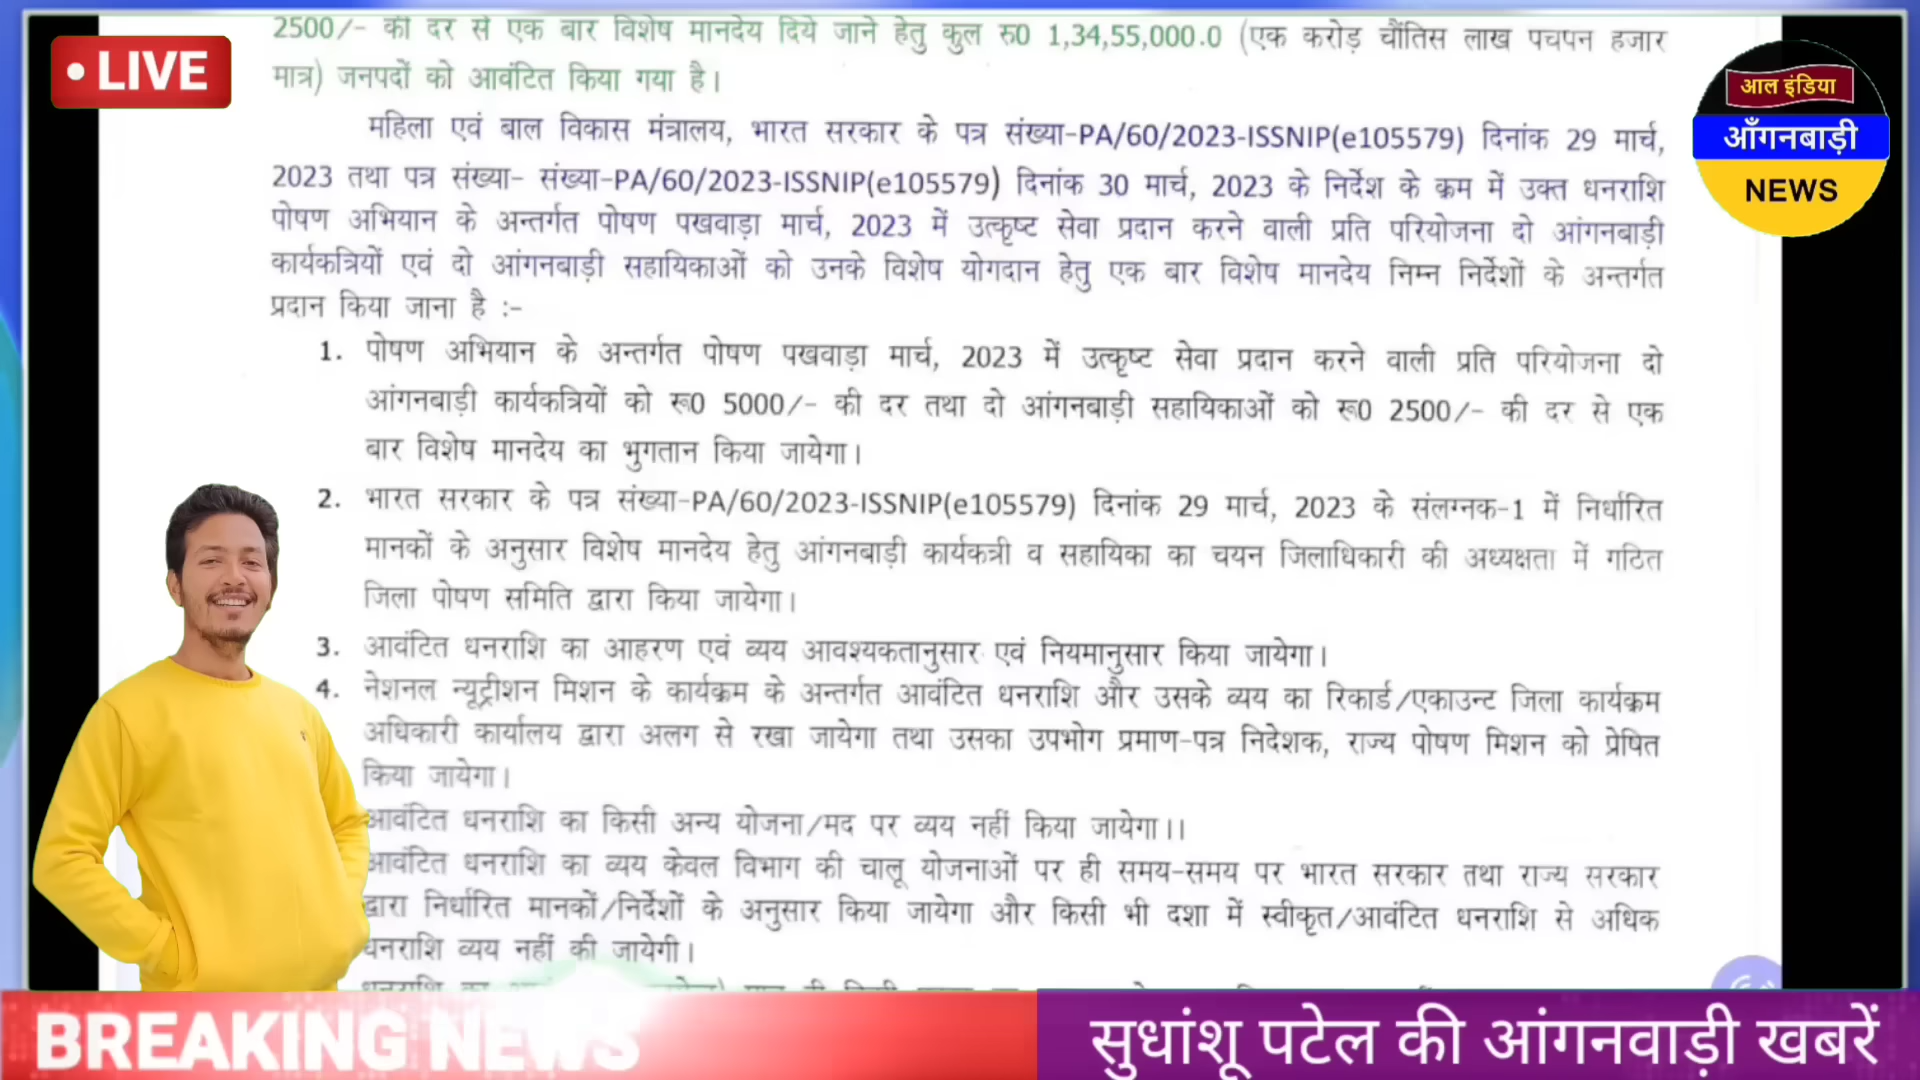 2500/- की दर से एक बार विशेष मानदेय दिये जाने हेतु कुल रु0 1,34,55,000.0 (एक करोड़ चौंतिस लाख पचपन हजार
मात्र) जनपदों को आवंटित किया गया है।
LIVE
आल इंडिया
आँगनबाड़ी
NEWS
महिला एवं बाल विकास मंत्रालय, भारत सरकार के पत्र संख्या-PA/60/2023-ISSNIP(e105579) दिनांक 29 मार्च,
2023 तथा पत्र संख्या- संख्या-PA/60/2023-ISSNIP(e105579) दिनांक 30 मार्च, 2023 के निर्देश के क्रम में उक्त धनराशि
पोषण अभियान के अन्तर्गत पोषण पखवाड़ा मार्च, 2023 में उत्कृष्ट सेवा प्रदान करने वाली प्रति परियोजना दो आंगनबाड़ी
कार्यकत्रियों एवं दो आंगनबाड़ी सहायिकाओं को उनके विशेष योगदान हेतु एक बार विशेष मानदेय निम्न निर्देशों के अन्तर्गत
प्रदान किया जाना है :-
1. पोषण अभियान के अन्तर्गत पोषण पखवाड़ा मार्च, 2023 में उत्कृष्ट सेवा प्रदान करने वाली प्रति परियोजना दो
आंगनबाड़ी कार्यकत्रियों को रू0 5000/- की दर तथा दो आंगनबाड़ी सहायिकाओं को रू0 2500/- की दर से एक
बार विशेष मानदेय का भुगतान किया जायेगा।
2. भारत सरकार के पत्र संख्या-PA/60/2023-ISSNIP(e105579) दिनांक 29 मार्च, 2023 के संलग्नक-1 में निर्धारित
मानकों के अनुसार विशेष मानदेय हेतु आंगनबाड़ी कार्यकत्री व सहायिका का चयन जिलाधिकारी की अध्यक्षता में गठित
जिला पोषण समिति द्वारा किया जायेगा।
3. आवंटित धनराशि का आहरण एवं व्यय आवश्यकतानुसार एवं नियमानुसार किया जायेगा।
4. नेशनल न्यूट्रीशन मिशन के कार्यक्रम के अन्तर्गत आवंटित धनराशि और उसके व्यय का रिकार्ड/एकाउन्ट जिला कार्यक्रम
अधिकारी कार्यालय द्वारा अलग से रखा जायेगा तथा उसका उपभोग प्रमाण-पत्र निदेशक, राज्य पोषण मिशन को प्रेषित
किया जायेगा।
आवंटित धनराशि का किसी अन्य योजना/मद पर व्यय नहीं किया जायेगा।।
आवंटित धनराशि का व्यय केवल विभाग की चालू योजनाओं पर ही समय-समय पर भारत सरकार तथा राज्य सरकार
द्वारा निर्धारित मानकों/निर्देशों के अनुसार किया जायेगा और किसी भी दशा में स्वीकृत/आवंटित धनराशि से अधिक
धनराशि व्यय नहीं की जायेगी।
BREAKING NEWS
सुधांशू पटेल की आंगनवाड़ी खबरें